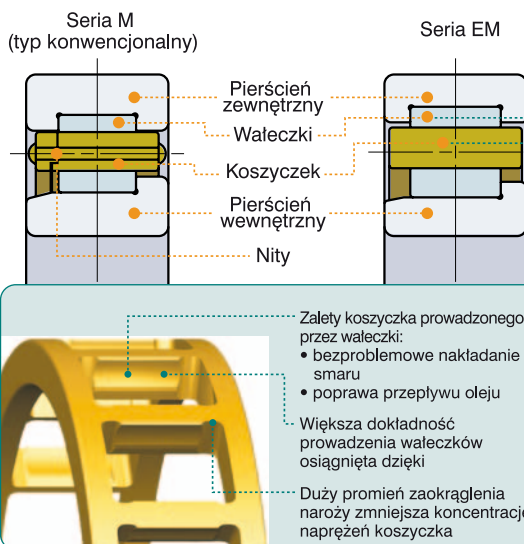 Seria M
(typ konwencjonalny)
Seria EM
Pierścień
zewnętrzny
Wałeczki
Koszyczek
Pierścień
wewnętrzny
Nity
Zalety koszyczka prowadzonego
przez wałeczki:
• bezproblemowe nakładanie
smaru
• poprawa przepływu oleju
Większa dokładność
prowadzenia wałeczków
osiągnięta dzięki
Duży promień zaokrąglenia
naroży zmniejsza koncentracje
naprężeń koszyczka